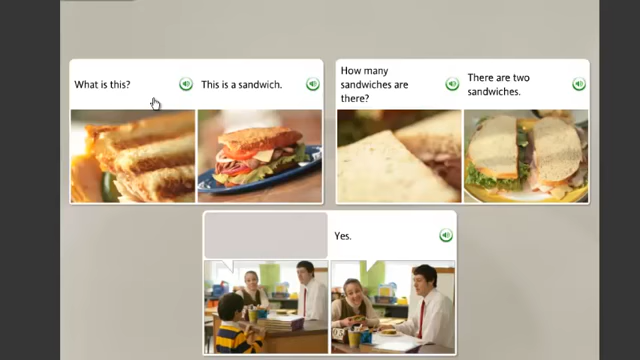 What is this?
This is a sandwich.
How many
sandwiches are
there?
There are two
sandwiches.
Yes.